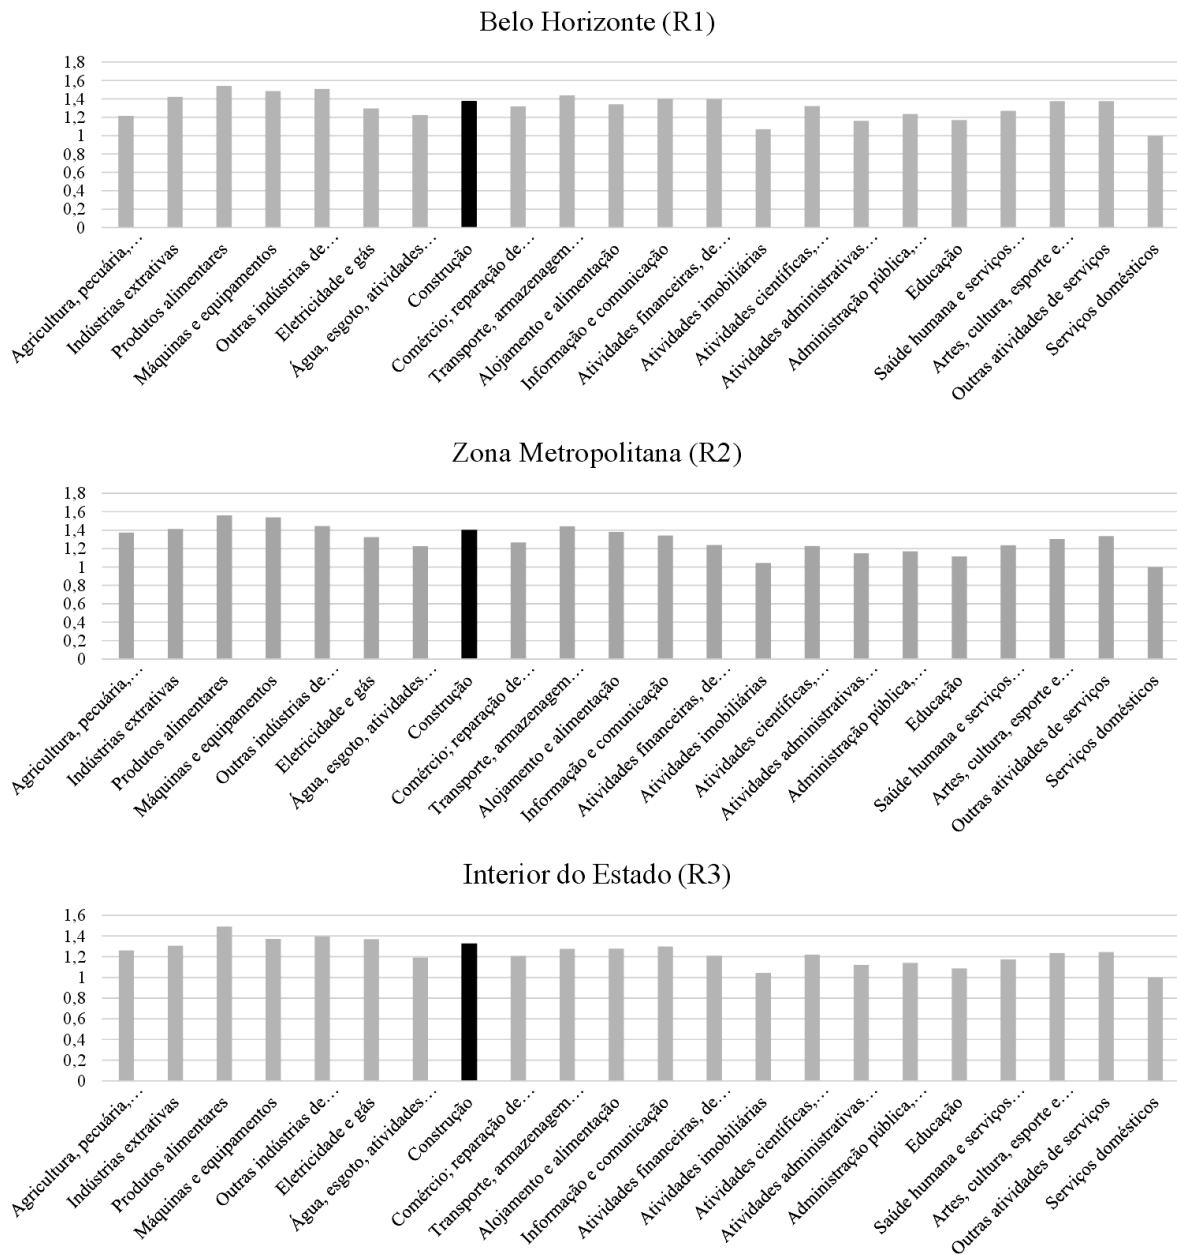 Belo Horizonte (R1)
1,8
1,6
1,4
1,2
1
0,8
0,6
0,4
0,2
0
Agricultura, pecuária,...
Indústrias extrativas
Produtos alimentares
Máquinas e equipamentos
Outras indústrias de...
Eletricidade e gás
Água, esgoto, atividades...
Construção
Comércio; reparação de...
Transporte, armazenagem...
Alojamento e alimentação
Informação e comunicação
Atividades financeiras, de...
Atividades imobiliárias
Atividades científicas,...
Atividades administrativas...
Administração pública,...
Educação
Saúde humana e serviços...
Artes, cultura, esporte e...
Outras atividades de serviços
Serviços domésticos
Zona Metropolitana (R2)
1,8
1,6
1,4
1,2
1
0,8
0,6
0,4
0,2
0
Agricultura, pecuária,...
Indústrias extrativas
Produtos alimentares
Máquinas e equipamentos
Outras indústrias de...
Eletricidade e gás
Água, esgoto, atividades...
Construção
Comércio; reparação de...
Transporte, armazenagem...
Alojamento e alimentação
Informação e comunicação
Atividades financeiras, de...
Atividades imobiliárias
Atividades científicas,...
Atividades administrativas...
Administração pública,...
Educação
Saúde humana e serviços...
Artes, cultura, esporte e...
Outras atividades de serviços
Serviços domésticos
Interior do Estado (R3)
1,6
1,4
1,2
1
0,8
0,6
0,4
0,2
0
Agricultura, pecuária,...
Indústrias extrativas
Produtos alimentares
Máquinas e equipamentos
Outras indústrias de...
Eletricidade e gás
Água, esgoto, atividades...
Construção
Comércio; reparação de...
Transporte, armazenagem...
Alojamento e alimentação
Informação e comunicação
Atividades financeiras, de...
Atividades imobiliárias
Atividades científicas,...
Atividades administrativas...
Administração pública,...
Educação
Saúde humana e serviços...
Artes, cultura, esporte e...
Outras atividades de serviços
Serviços domésticos